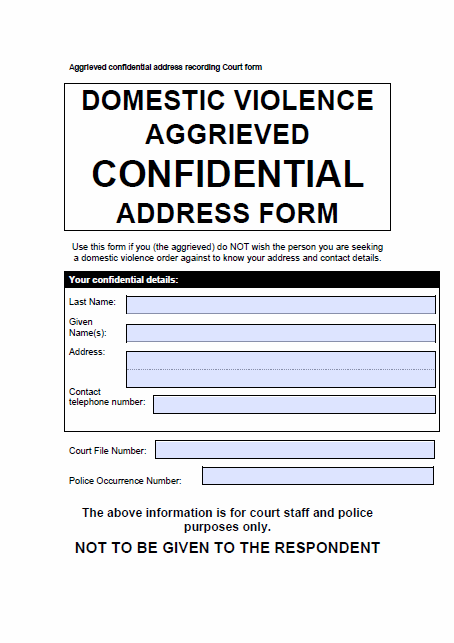 Aggrieved confidential address recording Court form
DOMESTIC VIOLENCE
AGGRIEVED
CONFIDENTIAL
ADDRESS FORM
Use this form if you (the aggrieved) do NOT wish the person you are seeking
a domestic violence order against to know your address and contact details.
Your confidential details:
Last Name:
Given
Name(s):
Address:
Contact
telephone number:
Court File Number:
Police Occurrence Number:
The above information is for court staff and police
purposes only.
NOT TO BE GIVEN TO THE RESPONDENT